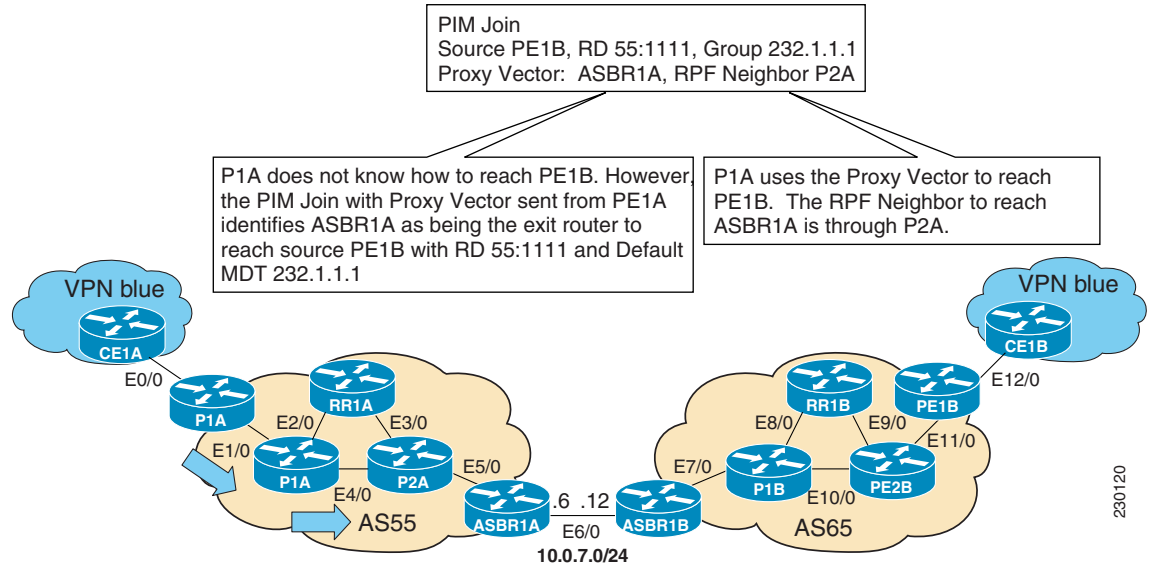 PIM Join
Source PE1B, RD 55:1111, Group 232.1.1.1
Proxy Vector: ASBR1A, RPF Neighbor P2A
P1A does not know how to reach PE1B. However,
the PIM Join with Proxy Vector sent from PE1A
identifies ASBR1A as being the exit router to
reach source PE1B with RD 55:1111 and Default
MDT 232.1.1.1
P1A uses the Proxy Vector to reach
PE1B. The RPF Neighbor to reach
ASBR1A is through P2A.
VPN blue
CE1A
E0/0
P1A
E1/0
RR1A
E2/0
E3/0
P1A
P2A
E4/0
E5/0
AS55
ASBR1A
.6 .12
E6/0
10.0.7.0/24
ASBR1B
VPN blue
CE1B
E12/0
RR1B
PE1B
E8/0
E9/0
E11/0
E7/0
P1B
PE2B
E10/0
AS65
230120